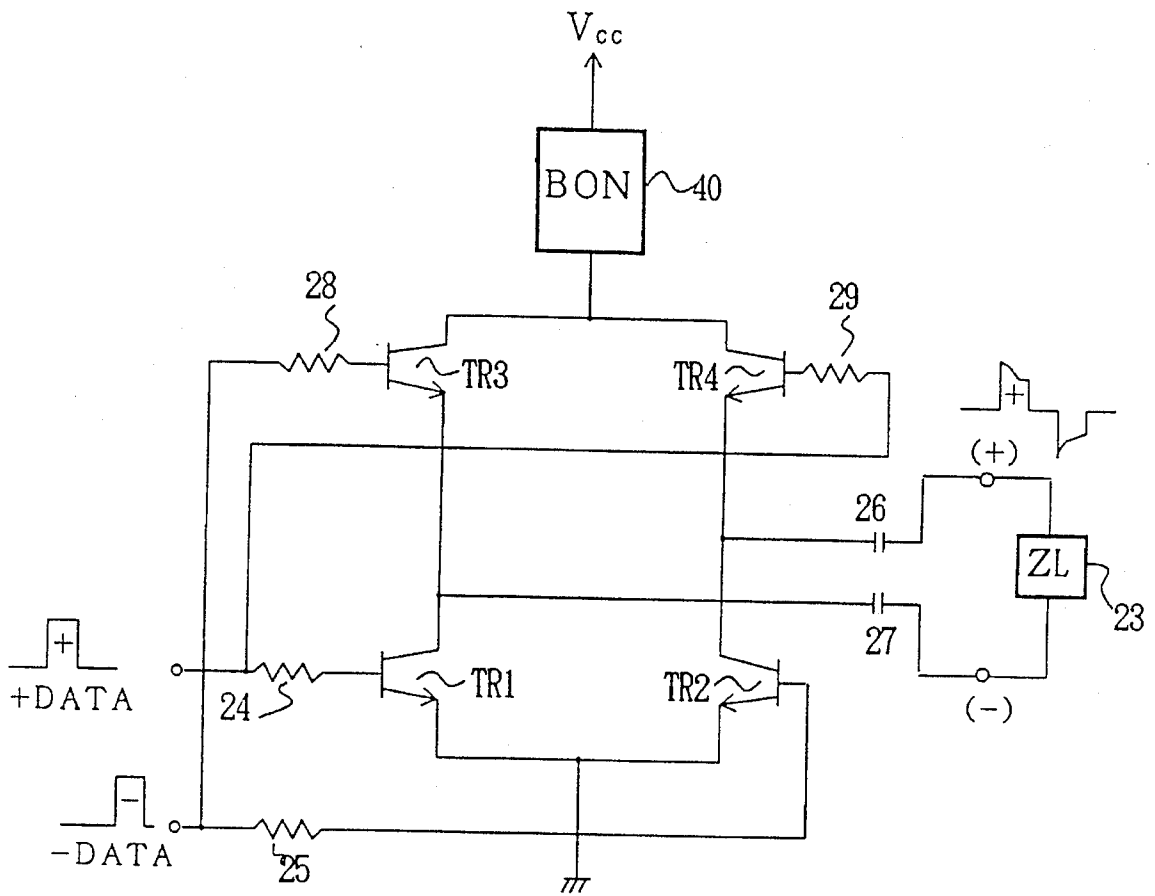 Vcc
BON
40
28
29
TR3
TR4
+
(+)
26
ZL
23
27
+
+DATA
24
TR1
TR2
(-)
-
-DATA
25